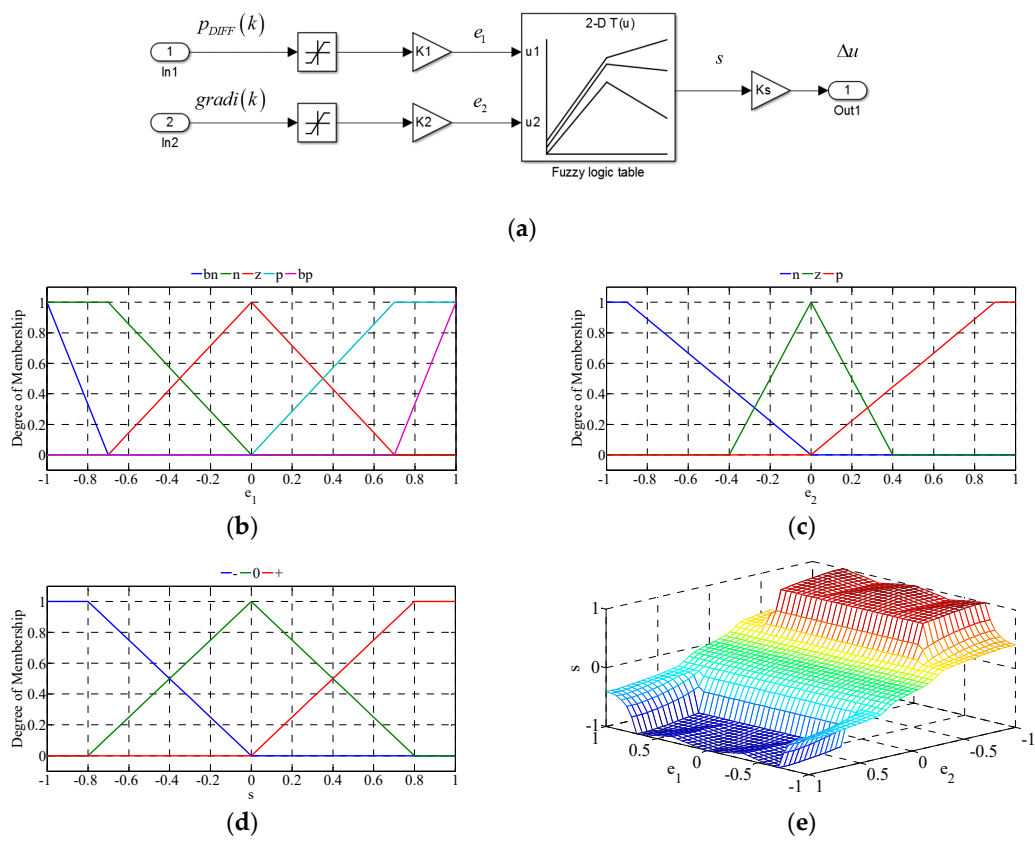 p_DIFF(k)
1
In1
K1
e_1
gradi(k)
2
In2
K2
e_2
2-D T(u)
u1
u2
Fuzzy logic table
s
Ks
Δu
1
Out1
(a)
bn n z p bp
Degree of Membership
1
0.8
0.6
0.4
0.2
0
-1 -0.8 -0.6 -0.4 -0.2 0 0.2 0.4 0.6 0.8 1
e_1
(b)
n z p
Degree of Membership
1
0.8
0.6
0.4
0.2
0
-1 -0.8 -0.6 -0.4 -0.2 0 0.2 0.4 0.6 0.8 1
e_2
(c)
- 0 +
Degree of Membership
1
0.8
0.6
0.4
0.2
0
-1 -0.8 -0.6 -0.4 -0.2 0 0.2 0.4 0.6 0.8 1
s
(d)
1
0
-1
s
1 0.5 0 -0.5 -1
e_1
1 0.5 0 -0.5 -1
e_2
(e)